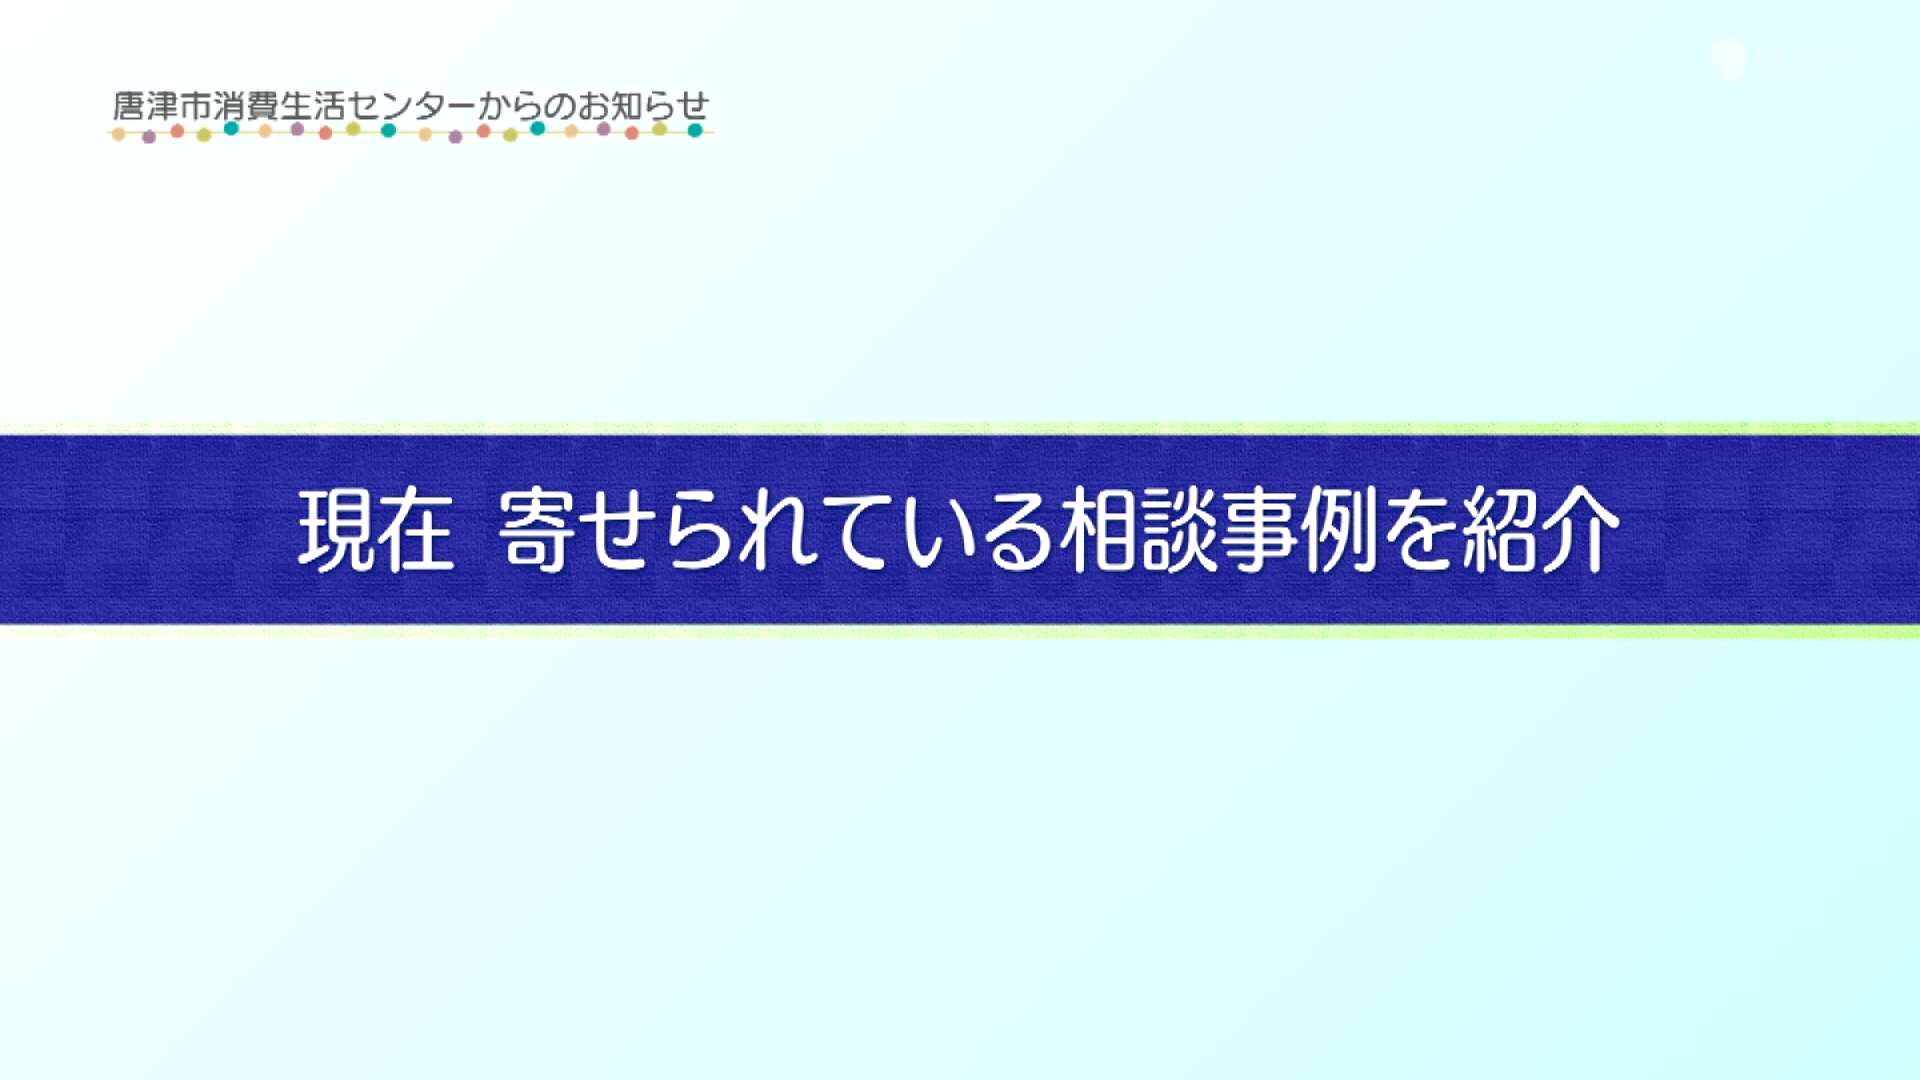 唐津市消費生活センターからのお知らせ
現在 寄せられている相談事例を紹介